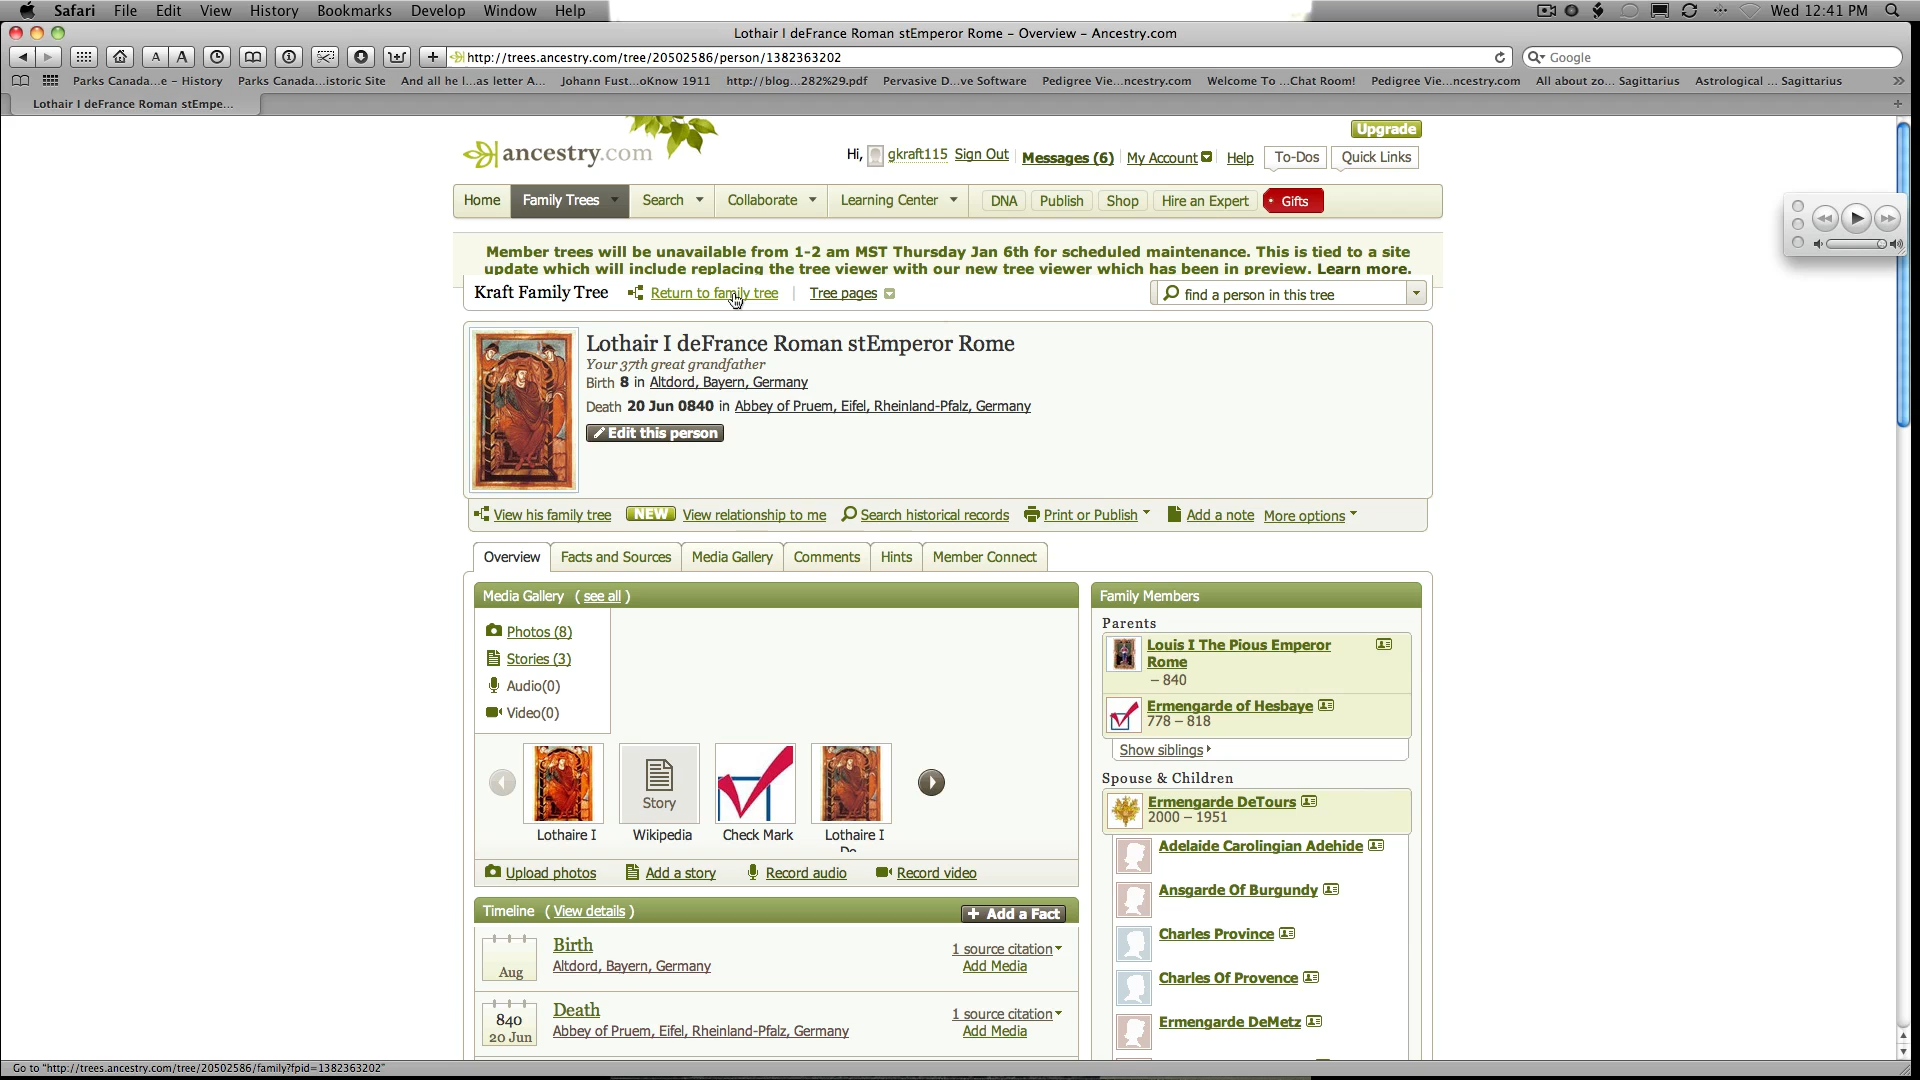 Safari File Edit View History Bookmarks Develop Window Help Wed 12:41 PM
Lothair I deFrance Roman stEmperor Rome – Overview – Ancestry.com
A A http://trees.ancestry.com/tree/20502586/person/1382363202 Google
Parks Canada...e – History Parks Canada...istoric Site And all he l...as letter A... Johann Fust...oKnow 1911 http://blog...282%29.pdf Pervasive D...ve Software Pedigree Vie...ncestry.com Welcome To ...Chat Room! Pedigree Vie...ncestry.com All about zo... Sagittarius Astrological ... Sagittarius
Lothair I deFrance Roman stEmpe...
Upgrade
ancestry.com Hi, gkraft115 Sign Out Messages (6) My Account Help To-Dos Quick Links
Home Family Trees Search Collaborate Learning Center DNA Publish Shop Hire an Expert Gifts
Member trees will be unavailable from 1-2 am MST Thursday Jan 6th for scheduled maintenance. This is tied to a site
update which will include replacing the tree viewer with our new tree viewer which has been in preview. Learn more.
Kraft Family Tree Return to family tree Tree pages find a person in this tree
Lothair I deFrance Roman stEmperor Rome
Your 37th great grandfather
Birth 8 in Altdord, Bayern, Germany
Death 20 Jun 0840 in Abbey of Pruem, Eifel, Rheinland-Pfalz, Germany
Edit this person
View his family tree NEW View relationship to me Search historical records Print or Publish Add a note More options
Overview Facts and Sources Media Gallery Comments Hints Member Connect
Media Gallery ( see all )
Photos (8)
Stories (3)
Audio(0)
Video(0)
Story
Lothaire I Wikipedia Check Mark Lothaire I
De
Upload photos Add a story Record audio Record video
Timeline ( View details ) + Add a Fact
Aug Birth 1 source citation
Altdord, Bayern, Germany Add Media
840 Death 1 source citation
20 Jun Abbey of Pruem, Eifel, Rheinland-Pfalz, Germany Add Media
Family Members
Parents
Louis I The Pious Emperor
Rome
– 840
Ermengarde of Hesbaye
778 – 818
Show siblings
Spouse & Children
Ermengarde DeTours
2000 – 1951
Adelaide Carolingian Adehide
Ansgarde Of Burgundy
Charles Province
Charles Of Provence
Ermengarde DeMetz
Go to "http://trees.ancestry.com/tree/20502586/family?fpid=1382363202"